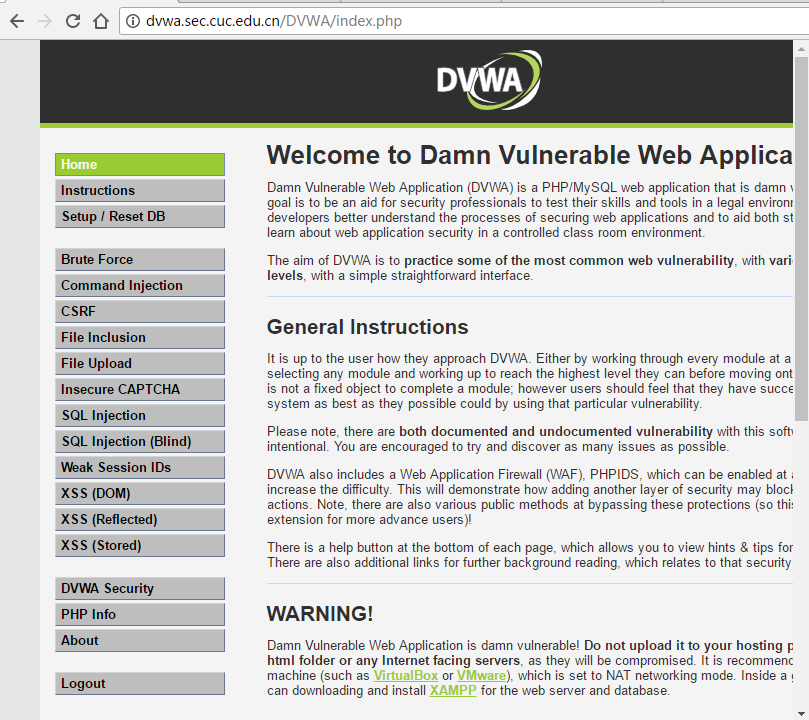 dvwa.sec.cuc.edu.cn/DVWA/index.php
DVWA
Home
Instructions
Setup / Reset DB
Brute Force
Command Injection
CSRF
File Inclusion
File Upload
Insecure CAPTCHA
SQL Injection
SQL Injection (Blind)
Weak Session IDs
XSS (DOM)
XSS (Reflected)
XSS (Stored)
DVWA Security
PHP Info
About
Logout
Welcome to Damn Vulnerable Web Applica
Damn Vulnerable Web Application (DVWA) is a PHP/MySQL web application that is damn
goal is to be an aid for security professionals to test their skills and tools in a legal environ
developers better understand the processes of securing web applications and to aid both st
learn about web application security in a controlled class room environment.
The aim of DVWA is to practice some of the most common web vulnerability, with vari
levels, with a simple straightforward interface.
General Instructions
It is up to the user how they approach DVWA. Either by working through every module at a
selecting any module and working up to reach the highest level they can before moving ont
is not a fixed object to complete a module; however users should feel that they have succe
system as best as they possible could by using that particular vulnerability.
Please note, there are both documented and undocumented vulnerability with this soft
intentional. You are encouraged to try and discover as many issues as possible.
DVWA also includes a Web Application Firewall (WAF), PHPIDS, which can be enabled at
increase the difficulty. This will demonstrate how adding another layer of security may block
actions. Note, there are also various public methods at bypassing these protections (so this
extension for more advance users)!
There is a help button at the bottom of each page, which allows you to view hints & tips for
There are also additional links for further background reading, which relates to that security
WARNING!
Damn Vulnerable Web Application is damn vulnerable! Do not upload it to your hosting p
html folder or any Internet facing servers, as they will be compromised. It is recommen
machine (such as VirtualBox or VMware), which is set to NAT networking mode. Inside a
can downloading and install XAMPP for the web server and database.